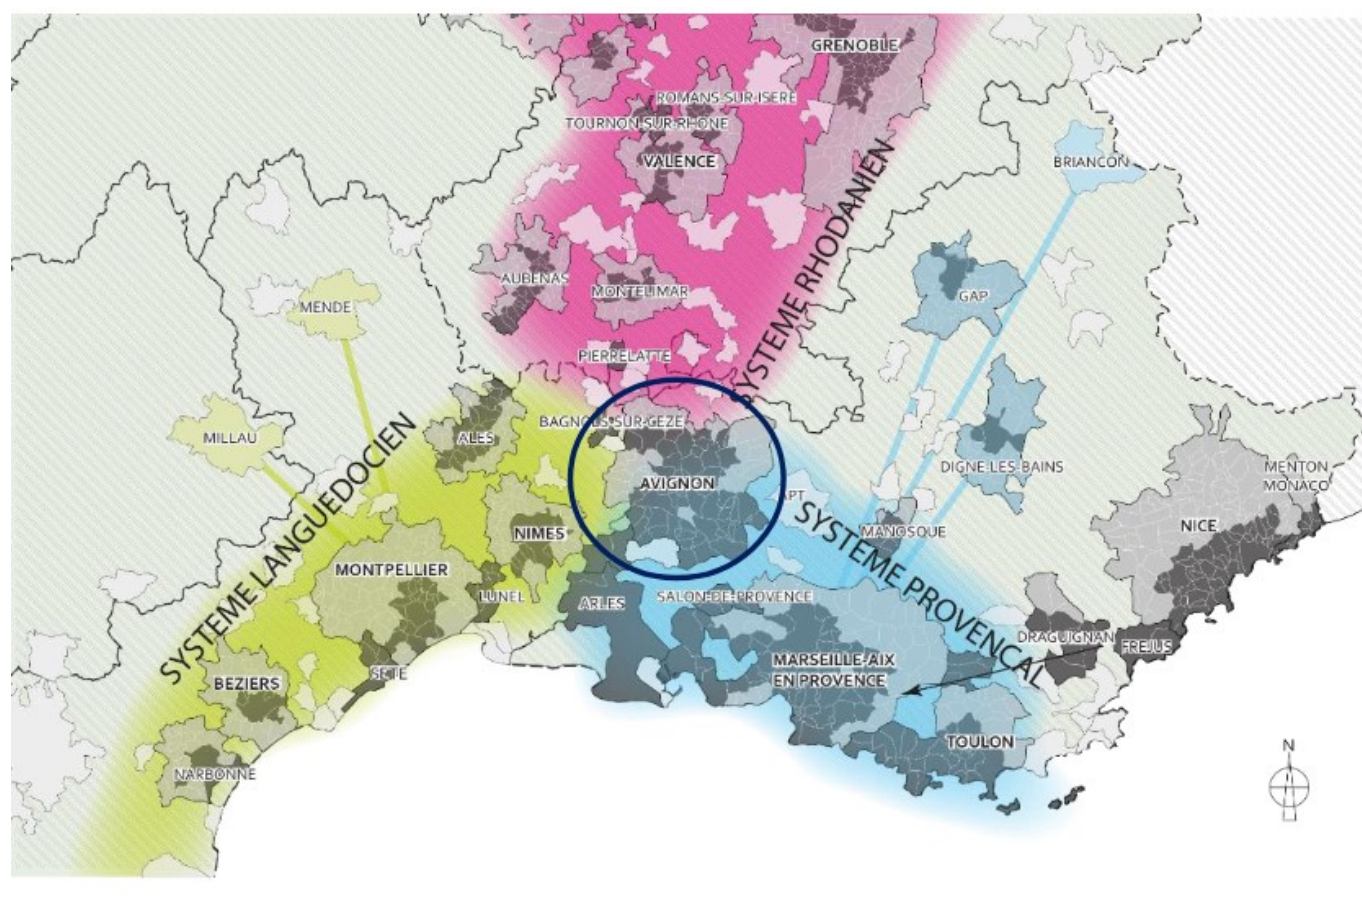 GRENOBLE
ROMANS-SUR-ISERE
TOURNON-SUR-RHONE
VALENCE
BRIANCON
SYSTEME RHODANIEN
AUBENAS
MONTELIMAR
GAP
MENDE
PIERRELATTE
BAGNOLS-SUR-CEZE
MILLAU
ALES
SYSTEME LANGUEDOCIEN
DIGNE-LES-BAINS
MENTON
MONACO
AVIGNON
APT
SYSTEME PROVENCAL
NIMES
MANOSQUE
NICE
MONTPELLIER
LUNEL
ARLES
SALON-DE-PROVENCE
DRAGUIGNAN
FREJUS
MARSEILLE-AIX
EN PROVENCE
SETE
BEZIERS
TOULON
NARBONNE
N